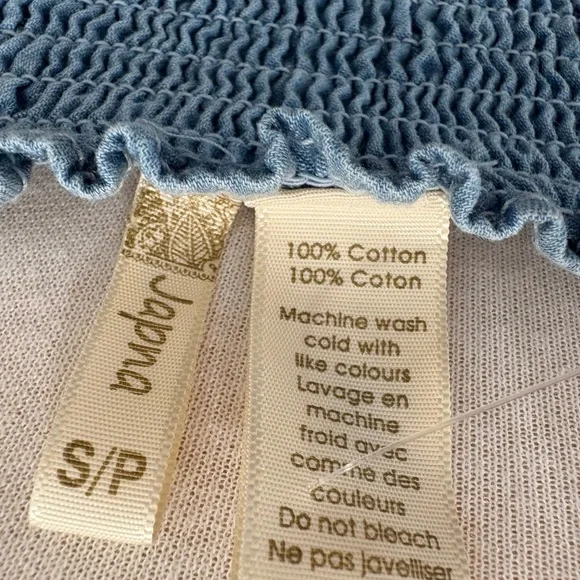 Japna
S/P
100% Cotton
100% Coton
Machine wash
cold with
like colours
Lavage en
machine
froid avec
comme des
couleurs
Do not bleach
Ne pas javelliser